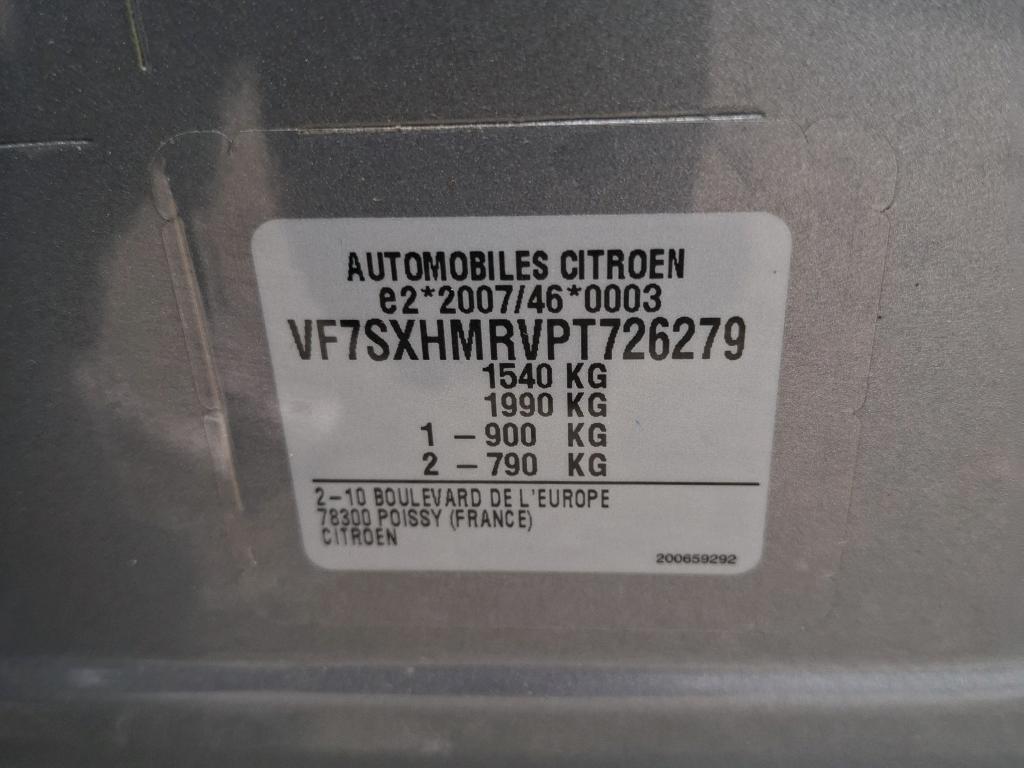 AUTOMOBILES CITROEN
e2*2007/46*0003
VF7SXHMRVPT726279
1540 KG
1990 KG
1 - 900 KG
2 - 790 KG
2-10 BOULEVARD DE L'EUROPE
78300 POISSY (FRANCE)
CITROEN
200659292